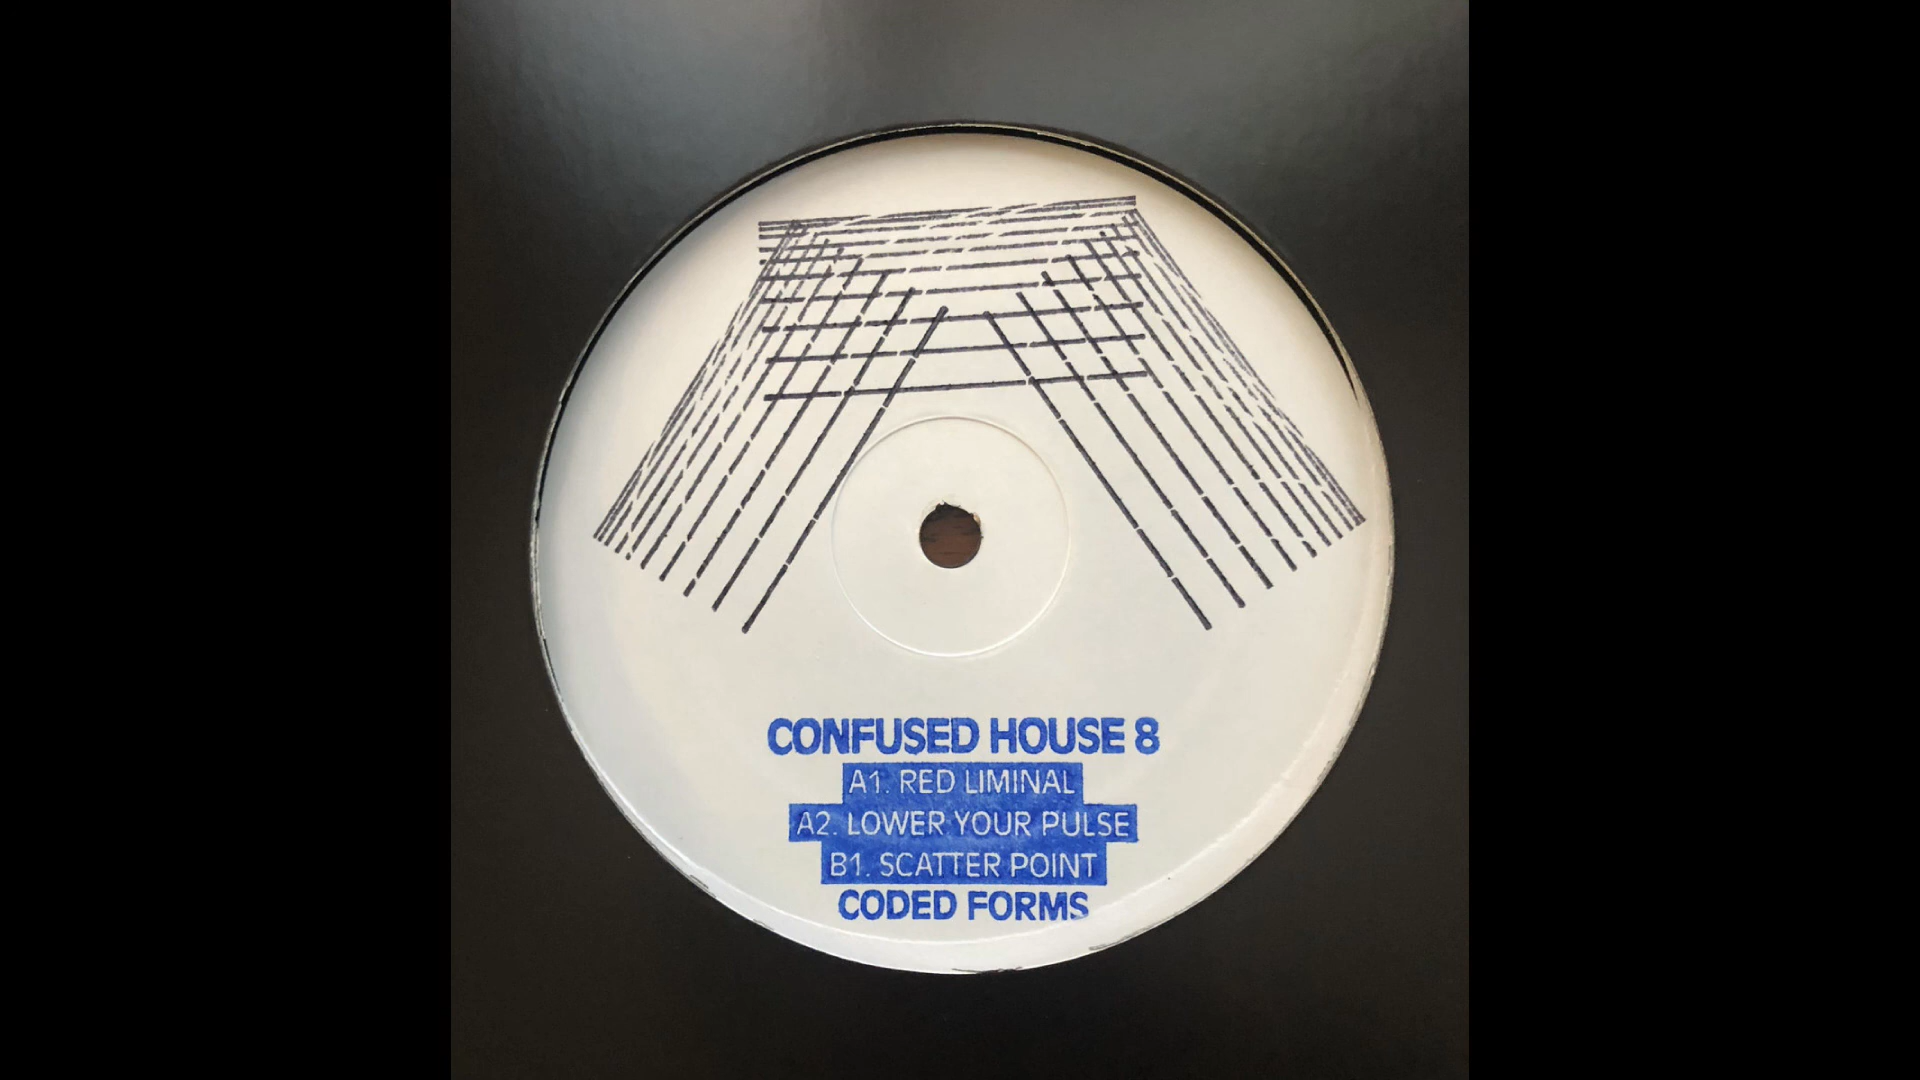 CONFUSED HOUSE 8
A1. RED LIMINAL
A2. LOWER YOUR PULSE
B1. SCATTER POINT
CODED FORMS